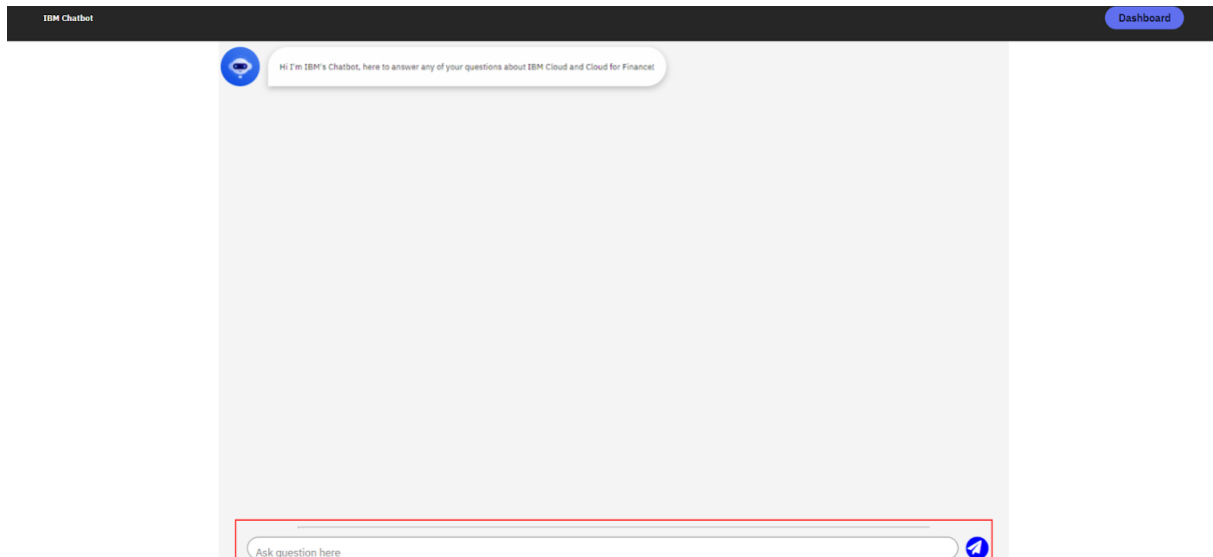 IBM Chatbot
Dashboard
Hi I'm IBM's Chatbot, here to answer any of your questions about IBM Cloud and Cloud for Finance!
Ask question here